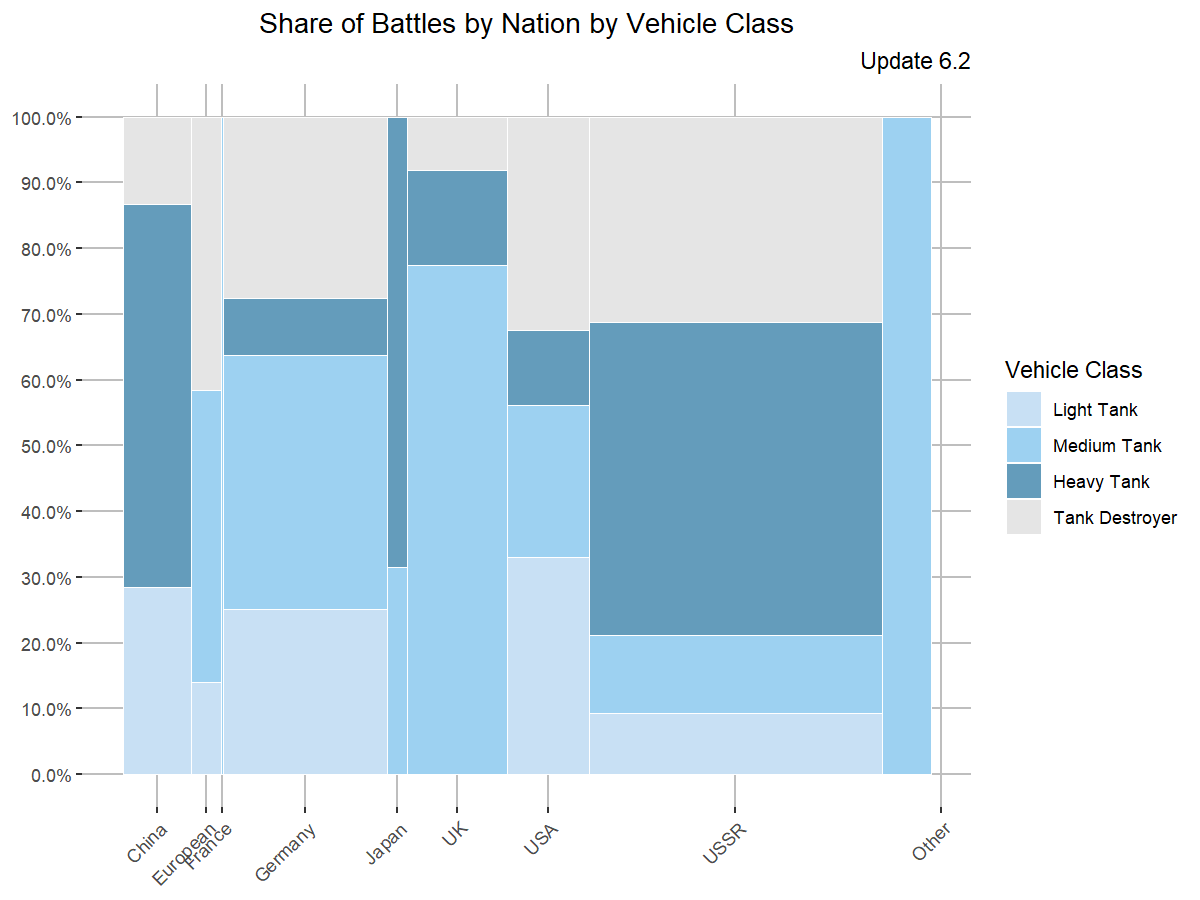 Share of Battles by Nation by Vehicle Class
Update 6.2
100.0%
90.0%
80.0%
70.0%
60.0%
50.0%
40.0%
30.0%
20.0%
10.0%
0.0%
China
European
France
Germany
Japan
UK
USA
USSR
Other
Vehicle Class
Light Tank
Medium Tank
Heavy Tank
Tank Destroyer